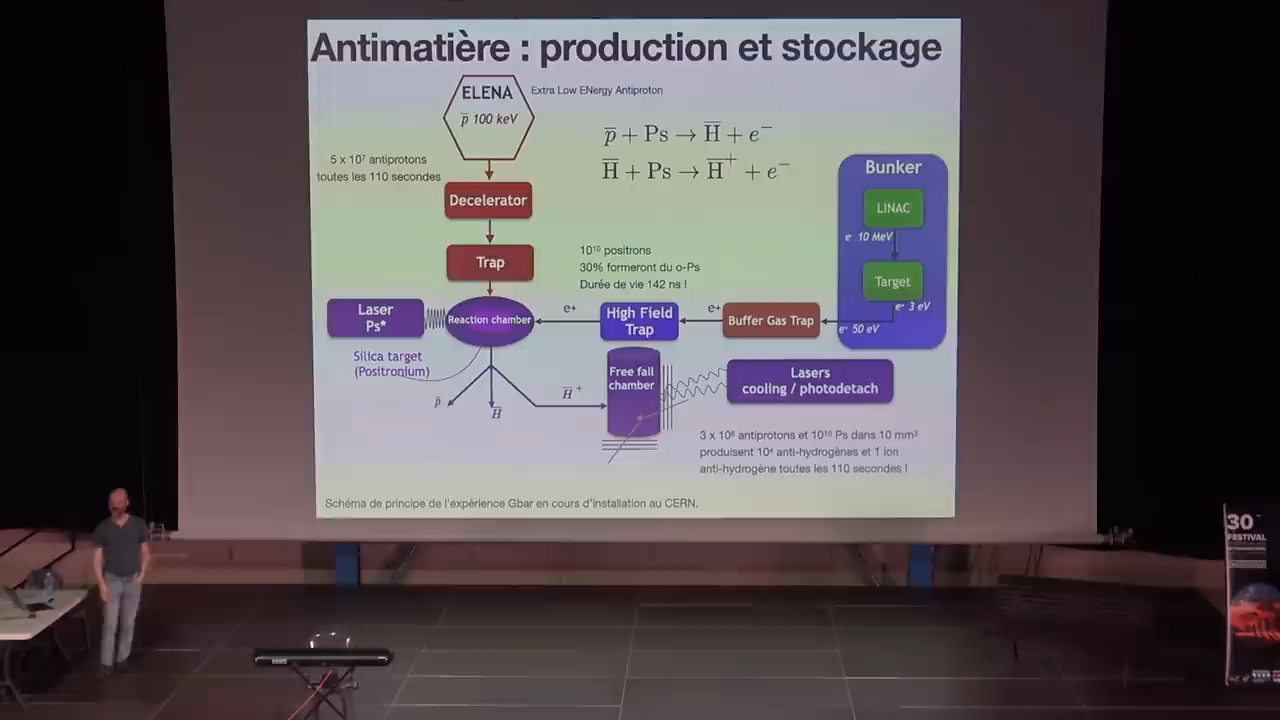 Antimatière : production et stockage
ELENA
Extra Low ENergy Antiproton
p̅ 100 keV
p̅ + Ps → H̅ + e⁻
H̅ + Ps → H̅⁺ + e⁻
5 x 10⁷ antiprotons
toutes les 110 secondes
Decelerator
Trap
10¹⁰ positrons
30% formeront du o-Ps
Durée de vie 142 ns !
Bunker
LINAC
e⁻ 10 MeV
Target
e⁺ 3 eV
e⁺ 50 eV
Laser
Ps*
Reaction chamber
e+
High Field
Trap
e+
Buffer Gas Trap
Silica target
(Positronium)
p̅
H̅
H̅⁺
Free fall
chamber
Lasers
cooling / photodetach
3 x 10⁶ antiprotons et 10¹⁰ Ps dans 10 mm³
produisent 10⁴ anti-hydrogènes et 1 ion
anti-hydrogène toutes les 110 secondes !
Schéma de principe de l'expérience Gbar en cours d'installation au CERN.
30
FESTIVAL